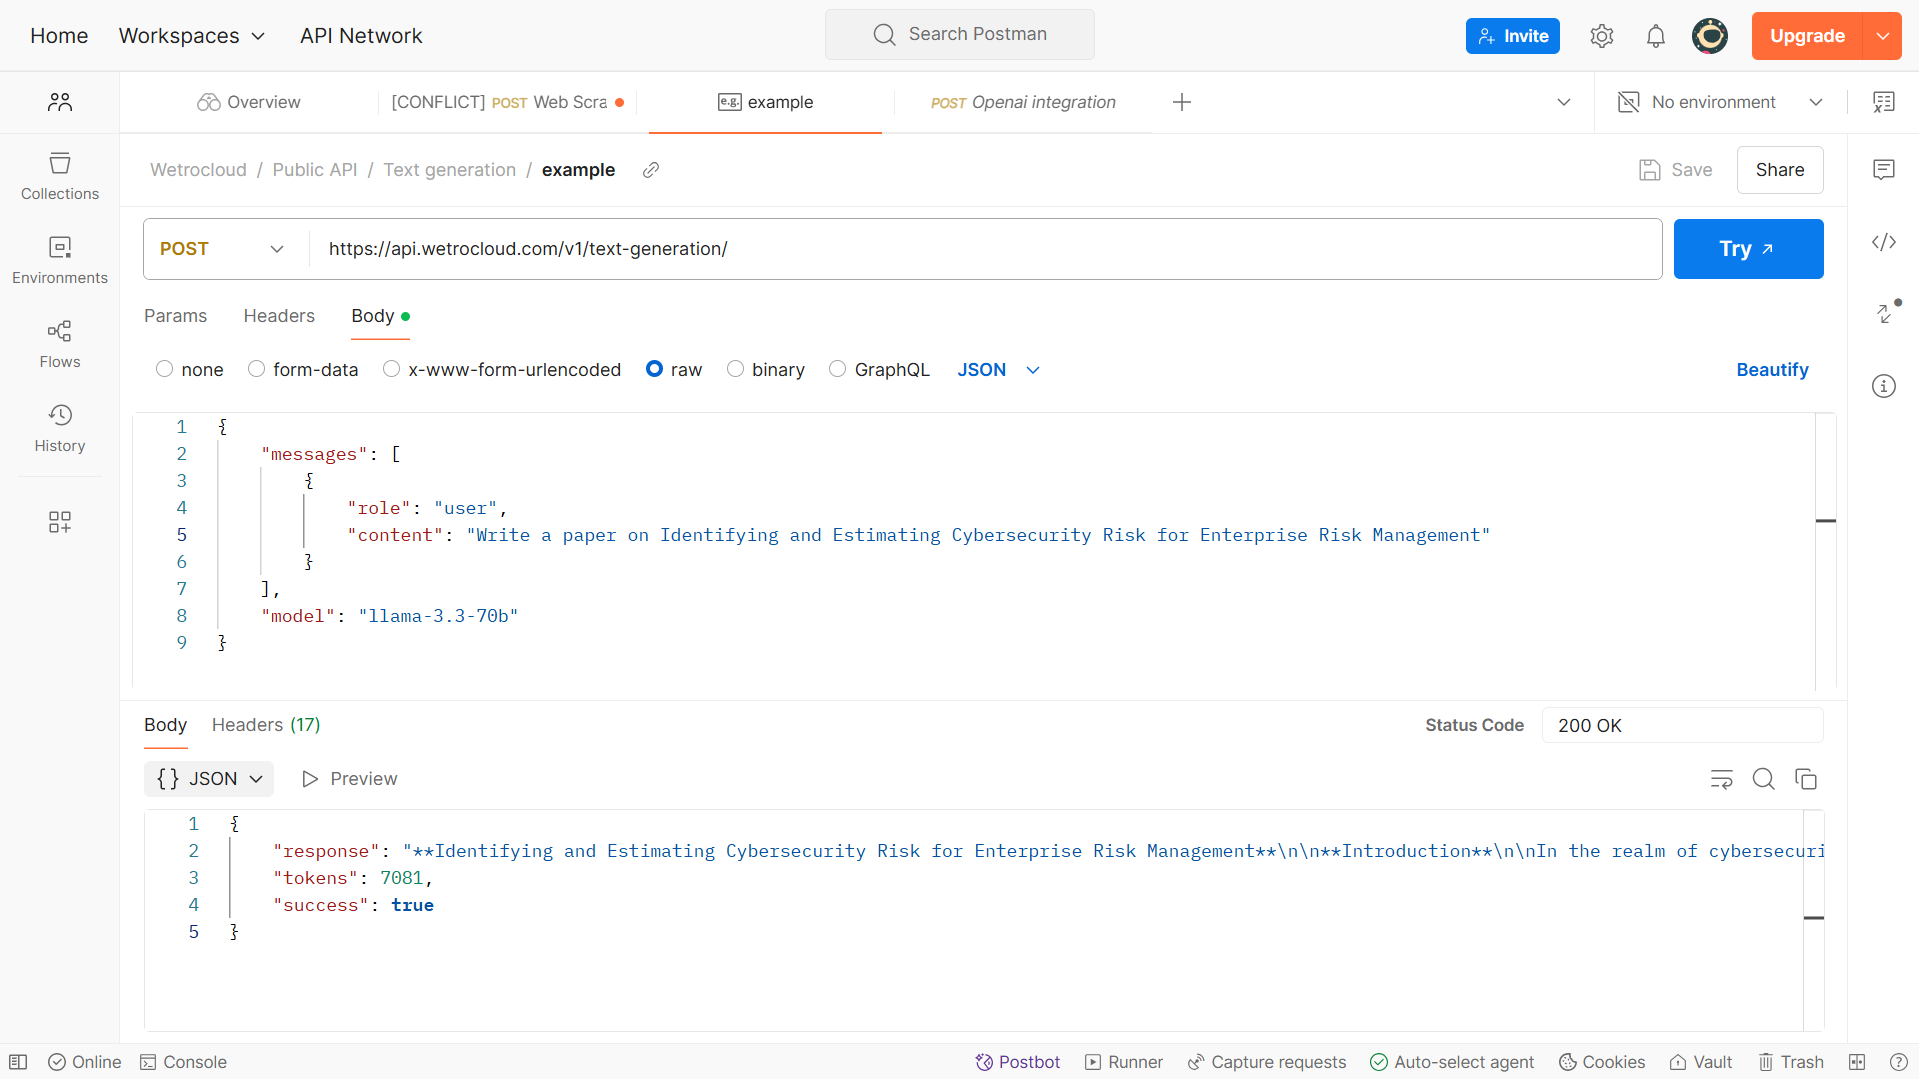 Home
Workspaces
API Network
Search Postman
Invite
Upgrade
Overview
[CONFLICT] POST Web Scra
e.g. example
POST Openai integration
No environment
Collections
Environments
Flows
History
Wetrocloud / Public API / Text generation / example
Save
Share
POST
https://api.wetrocloud.com/v1/text-generation/
Try
Params
Headers
Body
none
form-data
x-www-form-urlencoded
raw
binary
GraphQL
JSON
Beautify
1 {
2 "messages": [
3 {
4 "role": "user",
5 "content": "Write a paper on Identifying and Estimating Cybersecurity Risk for Enterprise Risk Management"
6 }
7 ],
8 "model": "llama-3.3-70b"
9 }
Body
Headers (17)
Status Code
200 OK
{} JSON
Preview
1 {
2 "response": "**Identifying and Estimating Cybersecurity Risk for Enterprise Risk Management**\n\n**Introduction**\n\nIn the realm of cybersecuri
3 "tokens": 7081,
4 "success": true
5 }
Online
Console
Postbot
Runner
Capture requests
Auto-select agent
Cookies
Vault
Trash